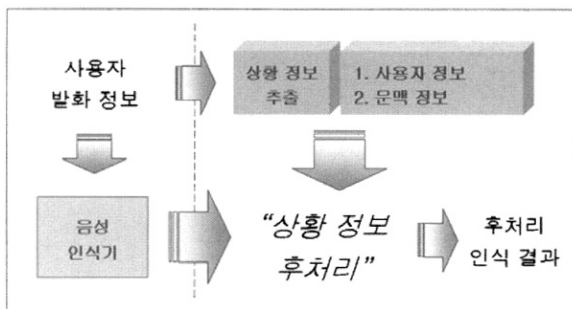 사용자
발화 정보
상황 정보
추출
1. 사용자 정보
2. 문맥 정보
음성
인식기
“상황 정보
후처리”
후처리
인식 결과